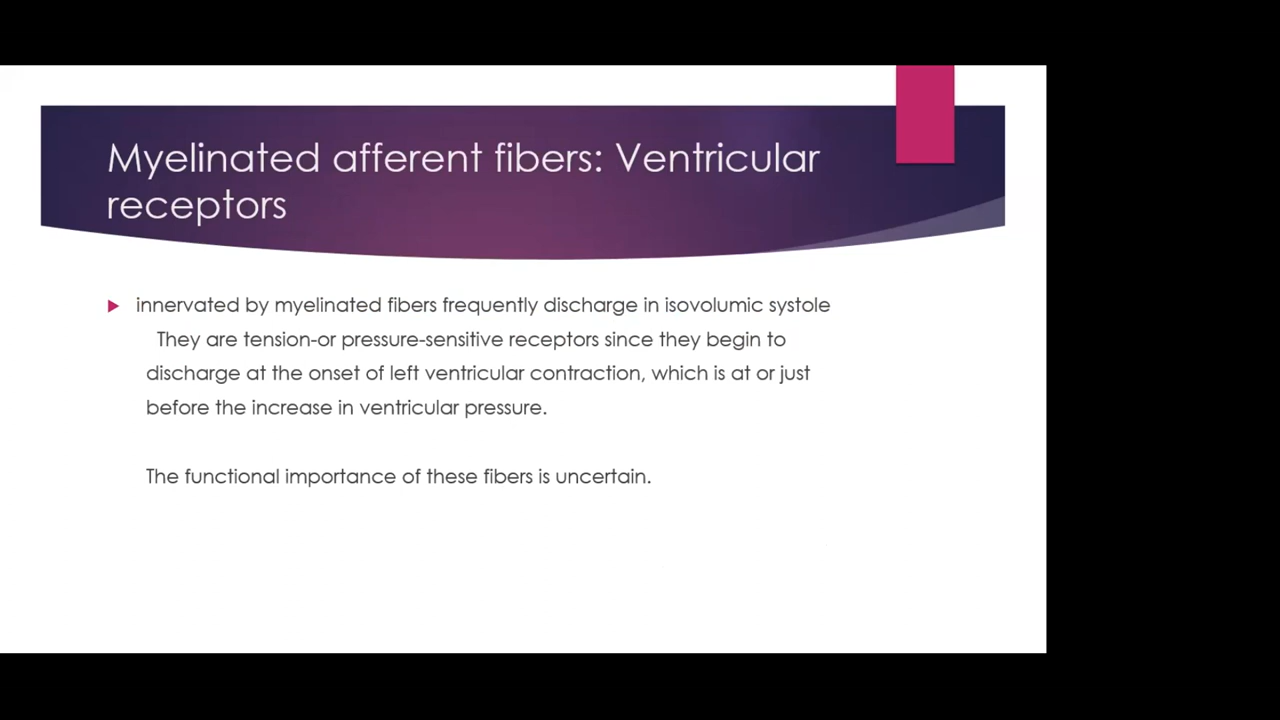 Myelinated afferent fibers: Ventricular
receptors
innervated by myelinated fibers frequently discharge in isovolumic systole
They are tension-or pressure-sensitive receptors since they begin to
discharge at the onset of left ventricular contraction, which is at or just
before the increase in ventricular pressure.
The functional importance of these fibers is uncertain.